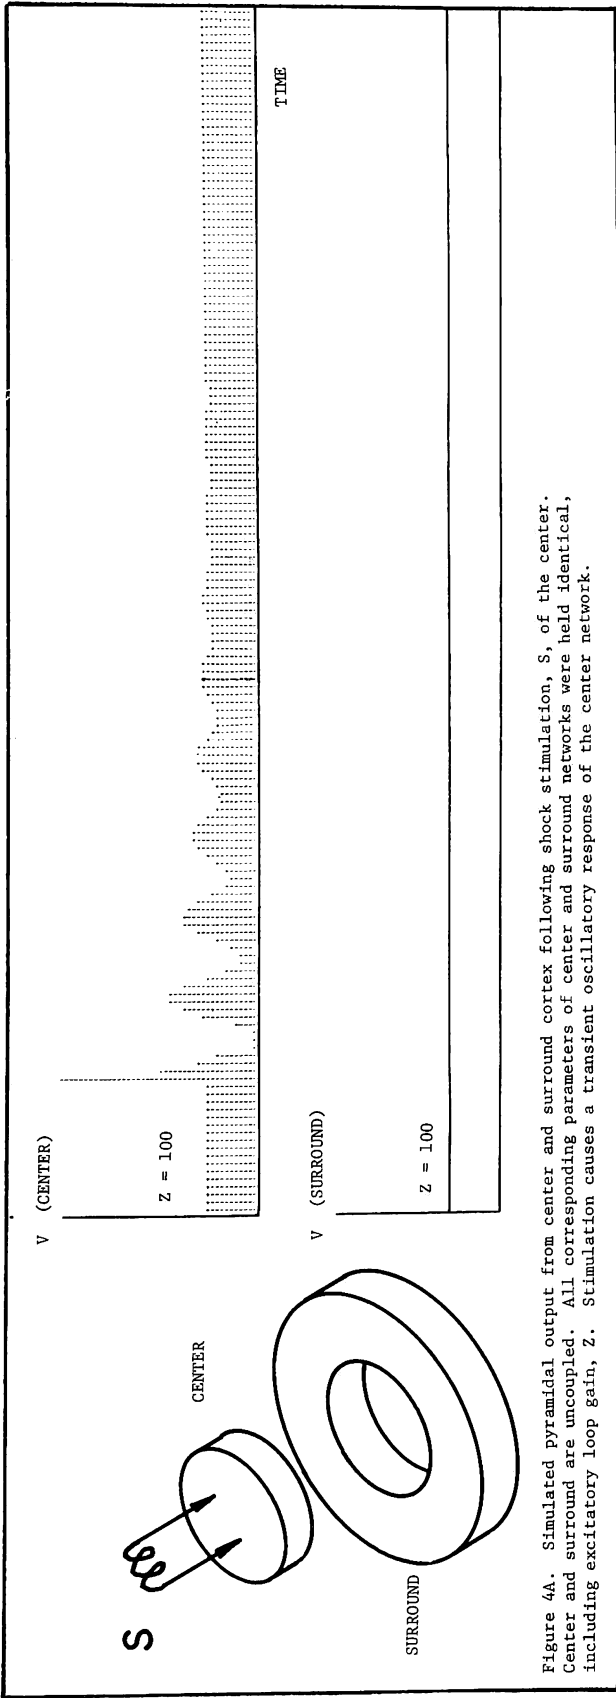 V (CENTER)
Z = 100
TIME
V (SURROUND)
Z = 100
S
CENTER
SURROUND
Figure 4A. Simulated pyramidal output from center and surround cortex following shock stimulation, S, of the center.
Center and surround are uncoupled. All corresponding parameters of center and surround networks were held identical,
including excitatory loop gain, Z. Stimulation causes a transient oscillatory response of the center network.